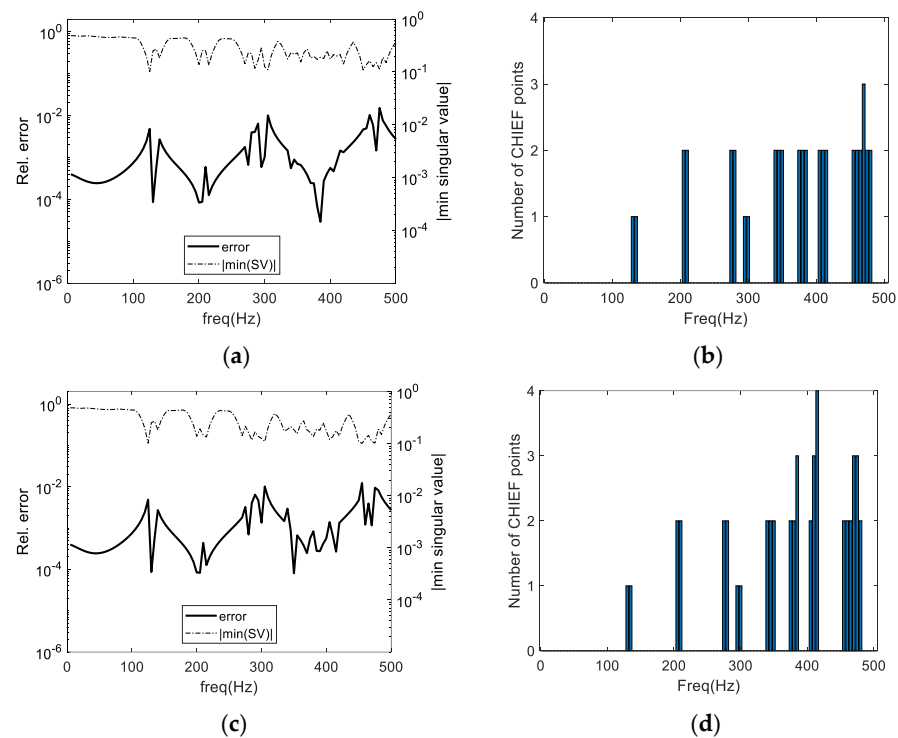 10^0
10^-2
10^-4
10^-6
Rel. error
10^0
10^-1
10^-2
10^-3
10^-4
|min singular value|
error
|min(SV)|
0 100 200 300 400 500
freq(Hz)
(a)
4
3
2
1
0
Number of CHIEF points
0 100 200 300 400 500
Freq(Hz)
(b)
10^0
10^-2
10^-4
10^-6
Rel. error
10^0
10^-1
10^-2
10^-3
10^-4
|min singular value|
error
|min(SV)|
0 100 200 300 400 500
freq(Hz)
(c)
4
3
2
1
0
Number of CHIEF points
0 100 200 300 400 500
Freq(Hz)
(d)